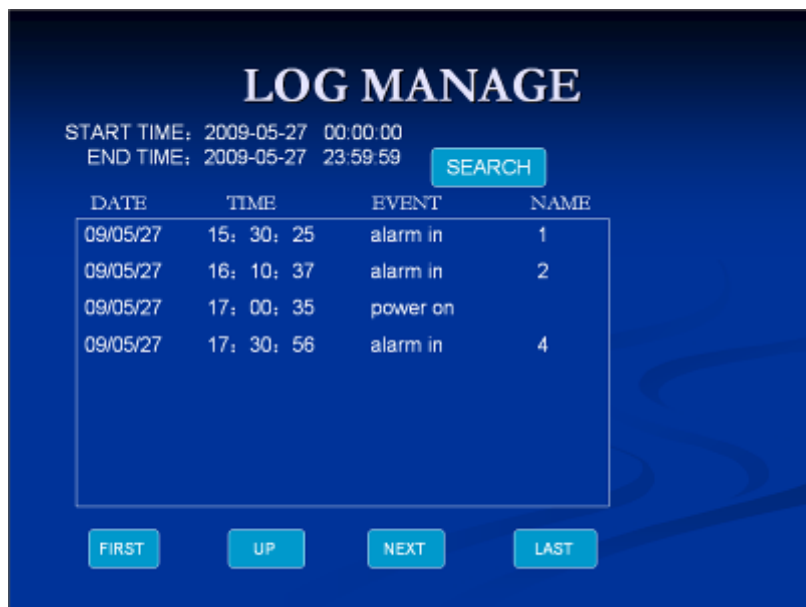 LOG MANAGE
START TIME： 2009-05-27 00:00:00
END TIME： 2009-05-27 23:59:59
SEARCH
DATE TIME EVENT NAME
09/05/27 15： 30： 25 alarm in 1
09/05/27 16： 10： 37 alarm in 2
09/05/27 17： 00： 35 power on
09/05/27 17： 30： 56 alarm in 4
FIRST UP NEXT LAST